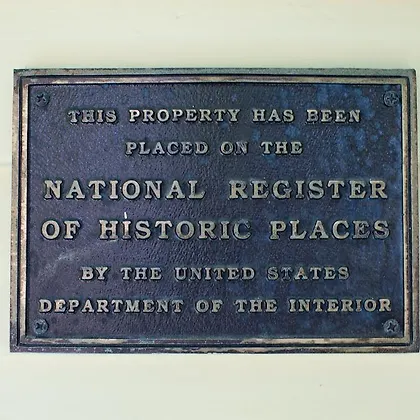 THIS PROPERTY HAS BEEN
PLACED ON THE
NATIONAL REGISTER
OF HISTORIC PLACES
BY THE UNITED STATES
DEPARTMENT OF THE INTERIOR